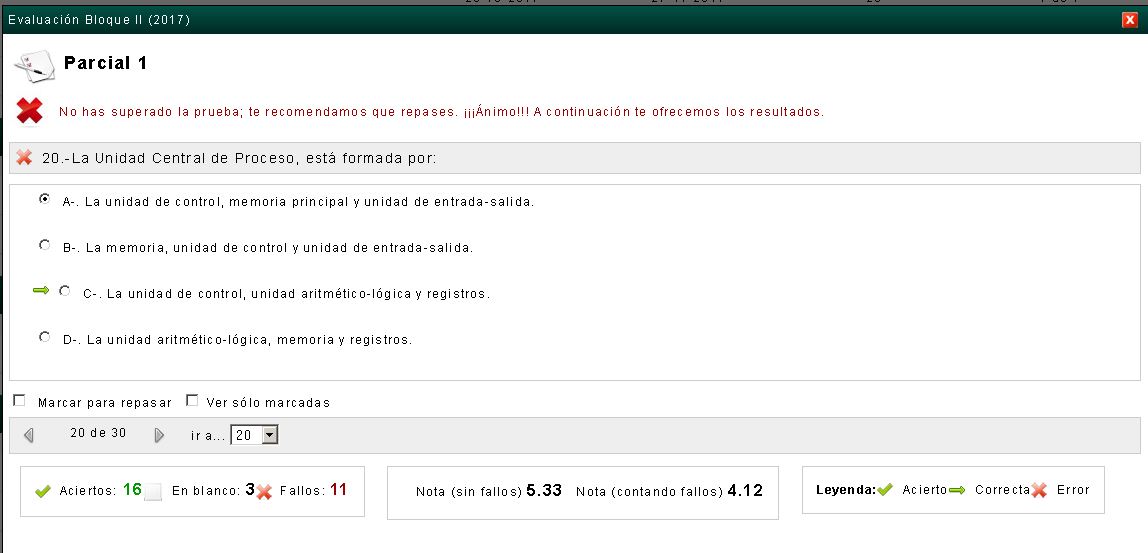 Evaluación Bloque II (2017)
Parcial 1
No has superado la prueba; te recomendamos que repases. ¡¡¡Ánimo!!! A continuación te ofrecemos los resultados.
20.-La Unidad Central de Proceso, está formada por:
A-. La unidad de control, memoria principal y unidad de entrada-salida.
B-. La memoria, unidad de control y unidad de entrada-salida.
C-. La unidad de control, unidad aritmético-lógica y registros.
D-. La unidad aritmético-lógica, memoria y registros.
Marcar para repasar Ver sólo marcadas
20 de 30 ir a... 20
Aciertos: 16 En blanco: 3 Fallos: 11 Nota (sin fallos) 5.33 Nota (contando fallos) 4.12 Leyenda: Acierto Correcta Error